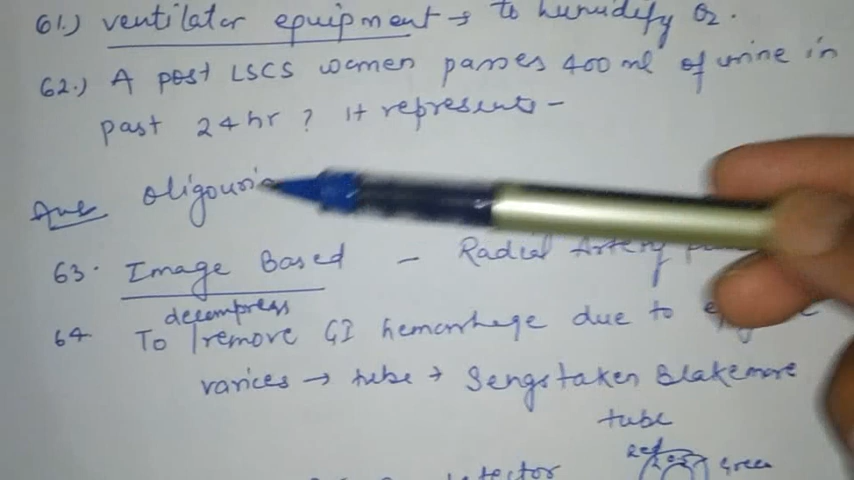 61.) ventilator equipment → to humidify O2.
62.) A post LSCS women passes 400 ml of urine in
past 24 hr ? It represents -
Ans oligouria
63. Image Based - Radial Artery
decompress
64. To remove GI hemorrhage due to
varices → tube → Sengstaken Blakemore
tube
Red Green